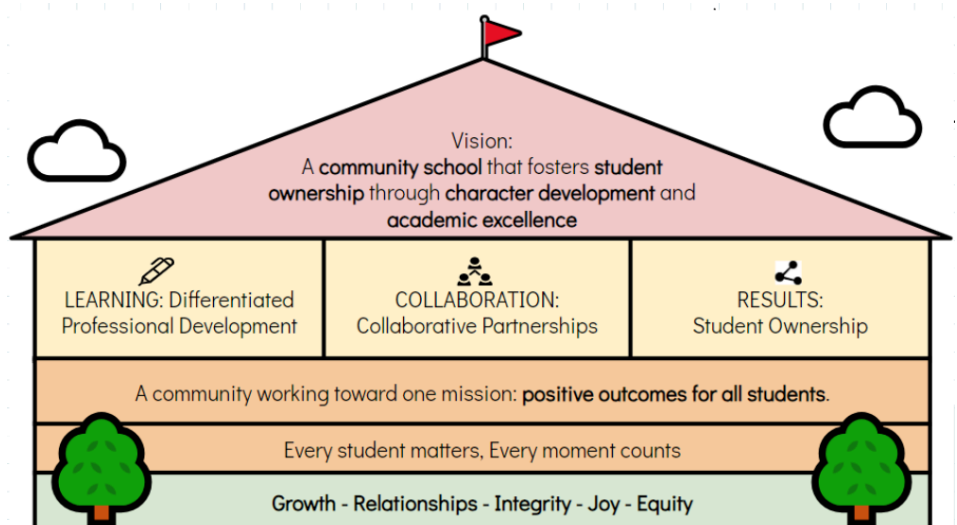 Vision:
A community school that fosters student
ownership through character development and
academic excellence
LEARNING: Differentiated
Professional Development
COLLABORATION:
Collaborative Partnerships
RESULTS:
Student Ownership
A community working toward one mission: positive outcomes for all students.
Every student matters, Every moment counts
Growth - Relationships - Integrity - Joy - Equity